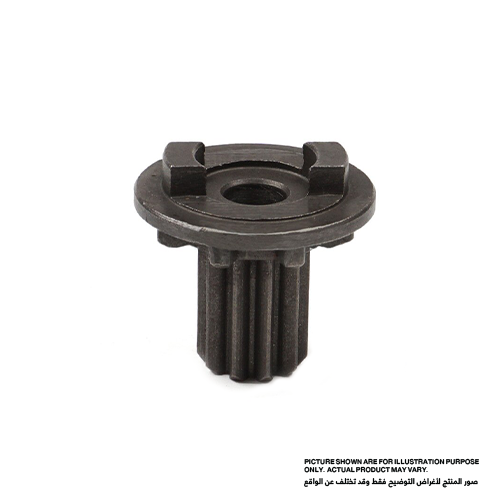 PICTURE SHOWN ARE FOR ILLUSTRATION PURPOSE
ONLY. ACTUAL PRODUCT MAY VARY.
صور المنتج لأغراض التوضيح فقط وقد تختلف عن الواقع